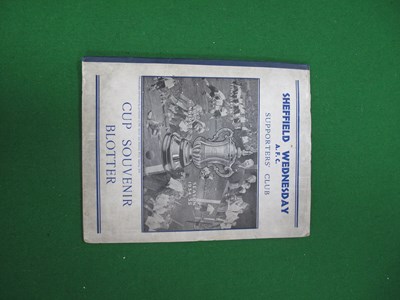 SHEFFIELD WEDNESDAY
A.F.C.
SUPPORTERS' CLUB
CUP SOUVENIR
BLOTTER